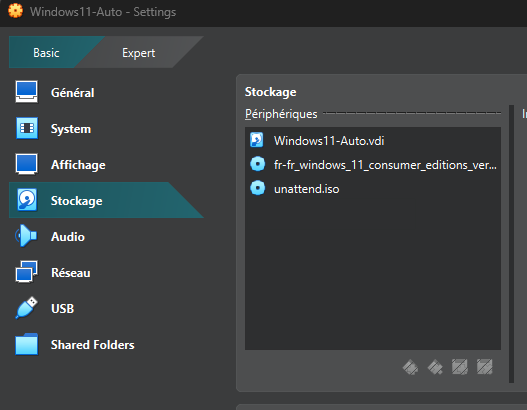 Windows11-Auto - Settings
Basic
Expert
Général
System
Affichage
Stockage
Audio
Réseau
USB
Shared Folders
Stockage
Périphériques
Windows11-Auto.vdi
fr-fr_windows_11_consumer_editions_ver...
unattend.iso